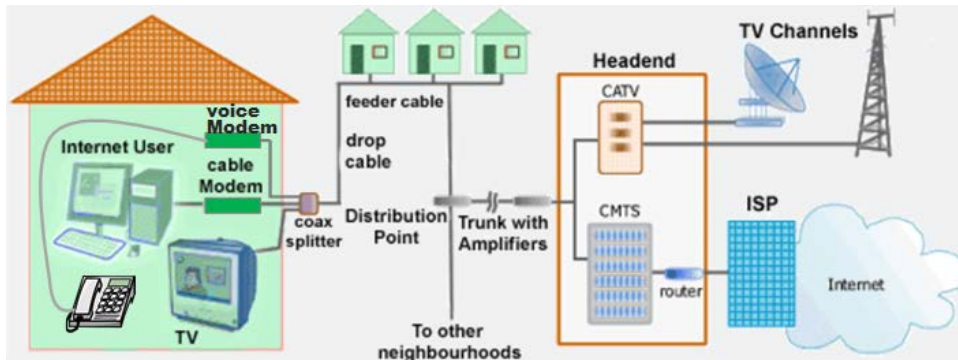 voice
Modem
Internet User
cable
Modem
coax
splitter
TV
feeder cable
drop
cable
Distribution
Point
To other
neighbourhoods
Trunk with
Amplifiers
Headend
CATV
CMTS
router
TV Channels
ISP
Internet